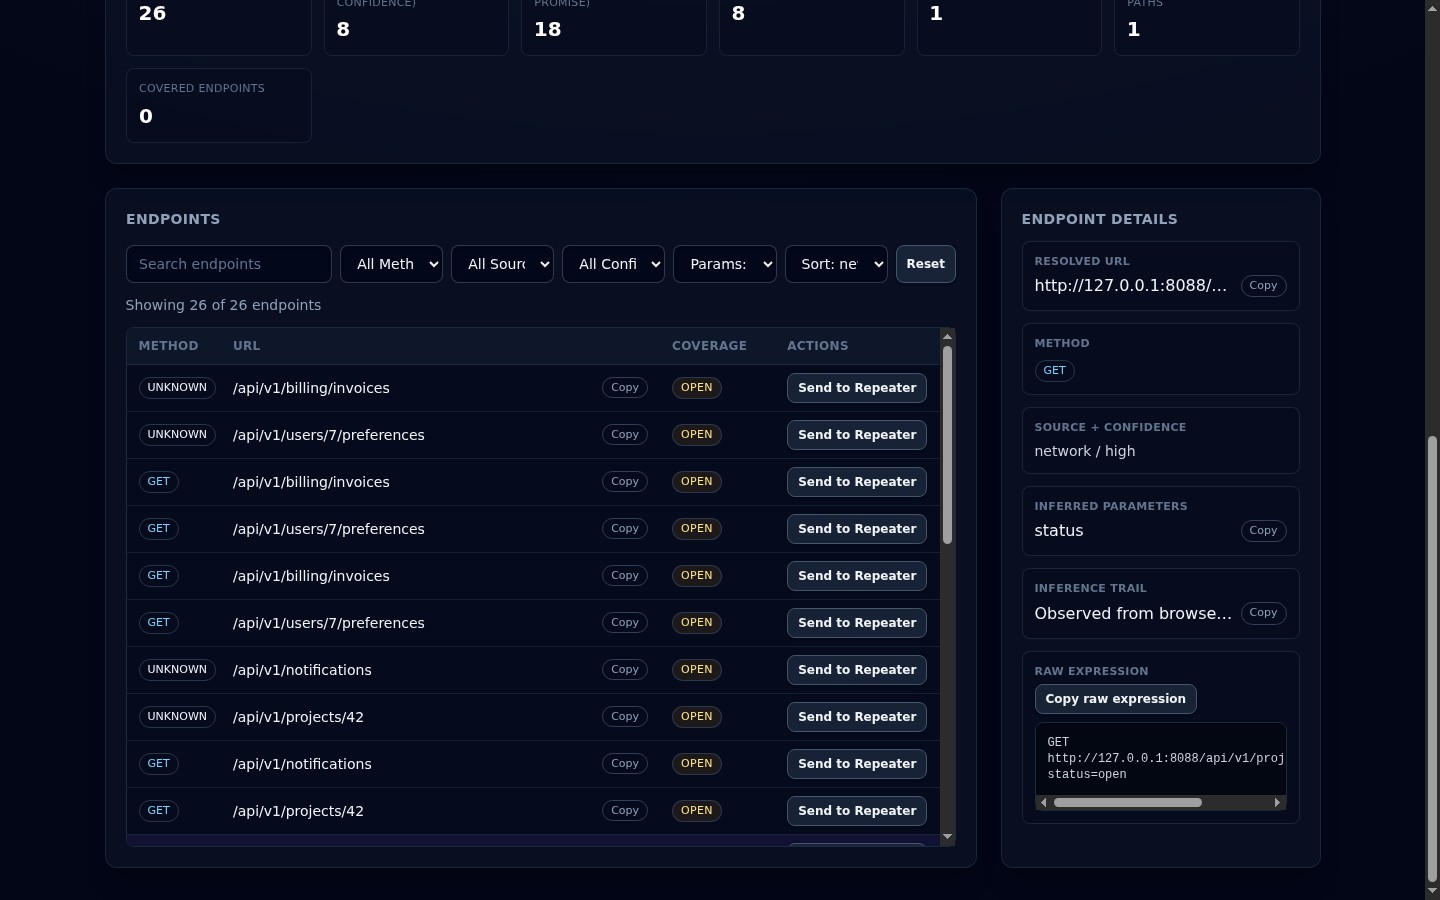 CONFIDENCE)
PROMISE)
PATHS
26
8
18
8
1
1
COVERED ENDPOINTS
0
ENDPOINTS
Search endpoints
All Meth
All Sourc
All Confi
Params:
Sort: ne
Reset
Showing 26 of 26 endpoints
METHOD URL COVERAGE ACTIONS
UNKNOWN /api/v1/billing/invoices Copy OPEN Send to Repeater
UNKNOWN /api/v1/users/7/preferences Copy OPEN Send to Repeater
GET /api/v1/billing/invoices Copy OPEN Send to Repeater
GET /api/v1/users/7/preferences Copy OPEN Send to Repeater
GET /api/v1/billing/invoices Copy OPEN Send to Repeater
GET /api/v1/users/7/preferences Copy OPEN Send to Repeater
UNKNOWN /api/v1/notifications Copy OPEN Send to Repeater
UNKNOWN /api/v1/projects/42 Copy OPEN Send to Repeater
GET /api/v1/notifications Copy OPEN Send to Repeater
GET /api/v1/projects/42 Copy OPEN Send to Repeater
ENDPOINT DETAILS
RESOLVED URL
http://127.0.0.1:8088/... Copy
METHOD
GET
SOURCE + CONFIDENCE
network / high
INFERRED PARAMETERS
status Copy
INFERENCE TRAIL
Observed from browse... Copy
RAW EXPRESSION
Copy raw expression
GET
http://127.0.0.1:8088/api/v1/proj
status=open